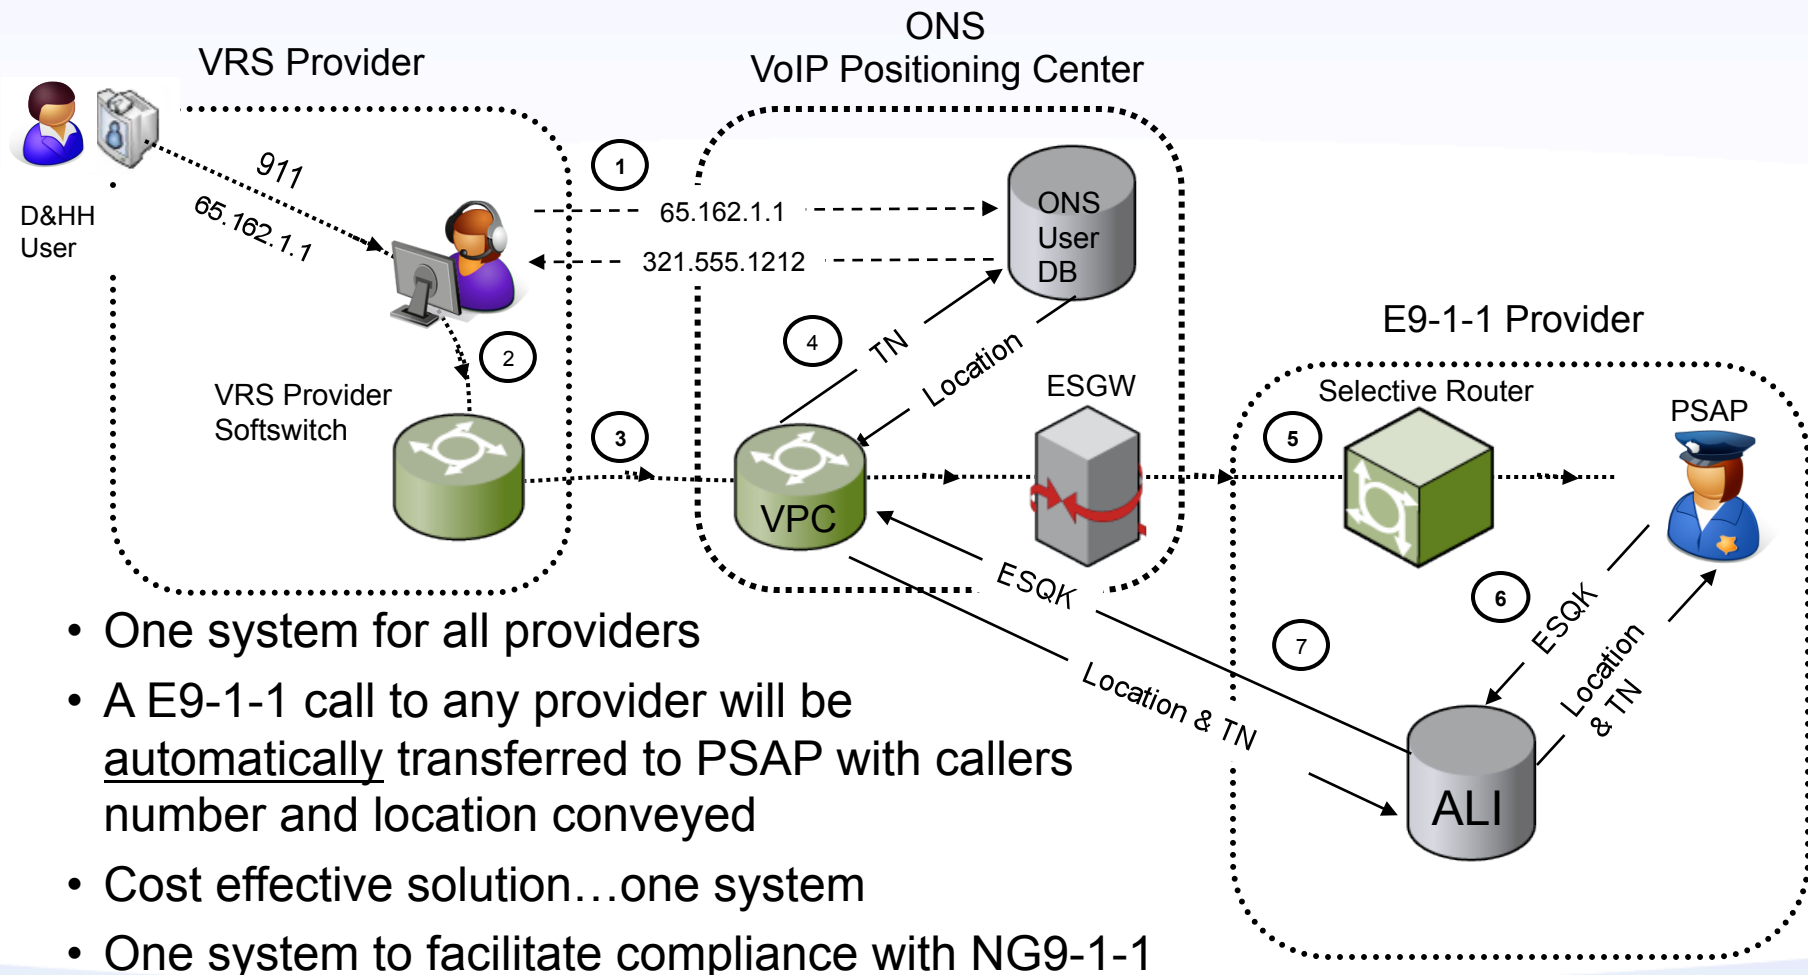 ONS
VoIP Positioning Center
VRS Provider
D&HH
User
911
65.162.1.1
1
65.162.1.1
321.555.1212
ONS
User
DB
2
VRS Provider
Softswitch
3
4
TN
Location
ESGW
VPC
E9-1-1 Provider
Selective Router
PSAP
5
6
ESQK
Location
& TN
7
ESQK
Location & TN
ALI
• One system for all providers
• A E9-1-1 call to any provider will be
automatically transferred to PSAP with callers
number and location conveyed
• Cost effective solution…one system
• One system to facilitate compliance with NG9-1-1